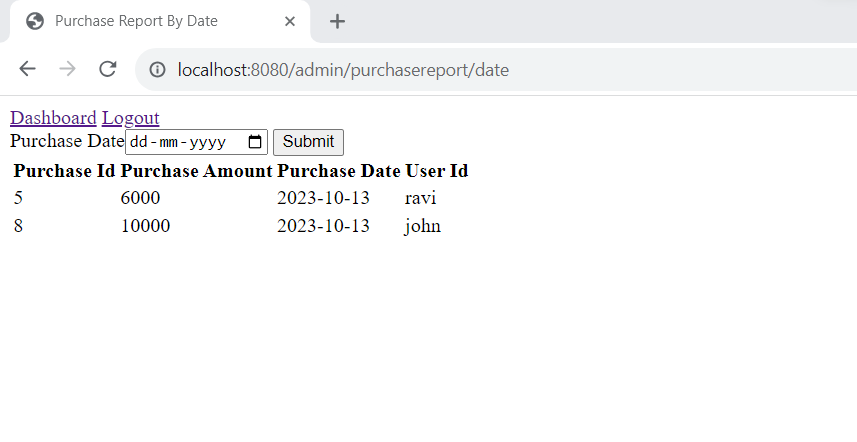 Purchase Report By Date
localhost:8080/admin/purchasereport/date
Dashboard Logout
Purchase Date dd-mm-yyyy Submit
Purchase Id Purchase Amount Purchase Date User Id
5 6000 2023-10-13 ravi
8 10000 2023-10-13 john